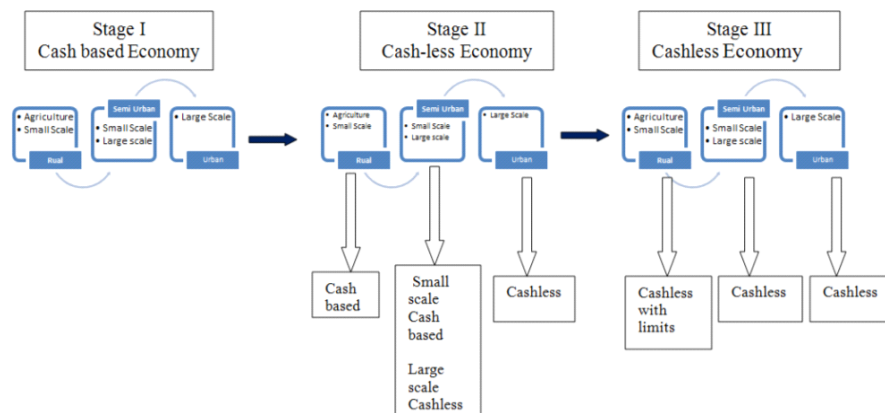 Stage I
Cash based Economy
Semi Urban
• Agriculture
• Small Scale
• Small Scale
• Large scale
• Large Scale
Rual
Urban
Stage II
Cash-less Economy
Semi Urban
• Agriculture
• Small Scale
• Small Scale
• Large scale
• Large Scale
Rual
Urban
Cash
based
Small
scale
Cash
based
Large
scale
Cashless
Cashless
Stage III
Cashless Economy
Semi Urban
• Agriculture
• Small Scale
• Small Scale
• Large scale
• Large Scale
Rual
Urban
Cashless
with
limits
Cashless
Cashless